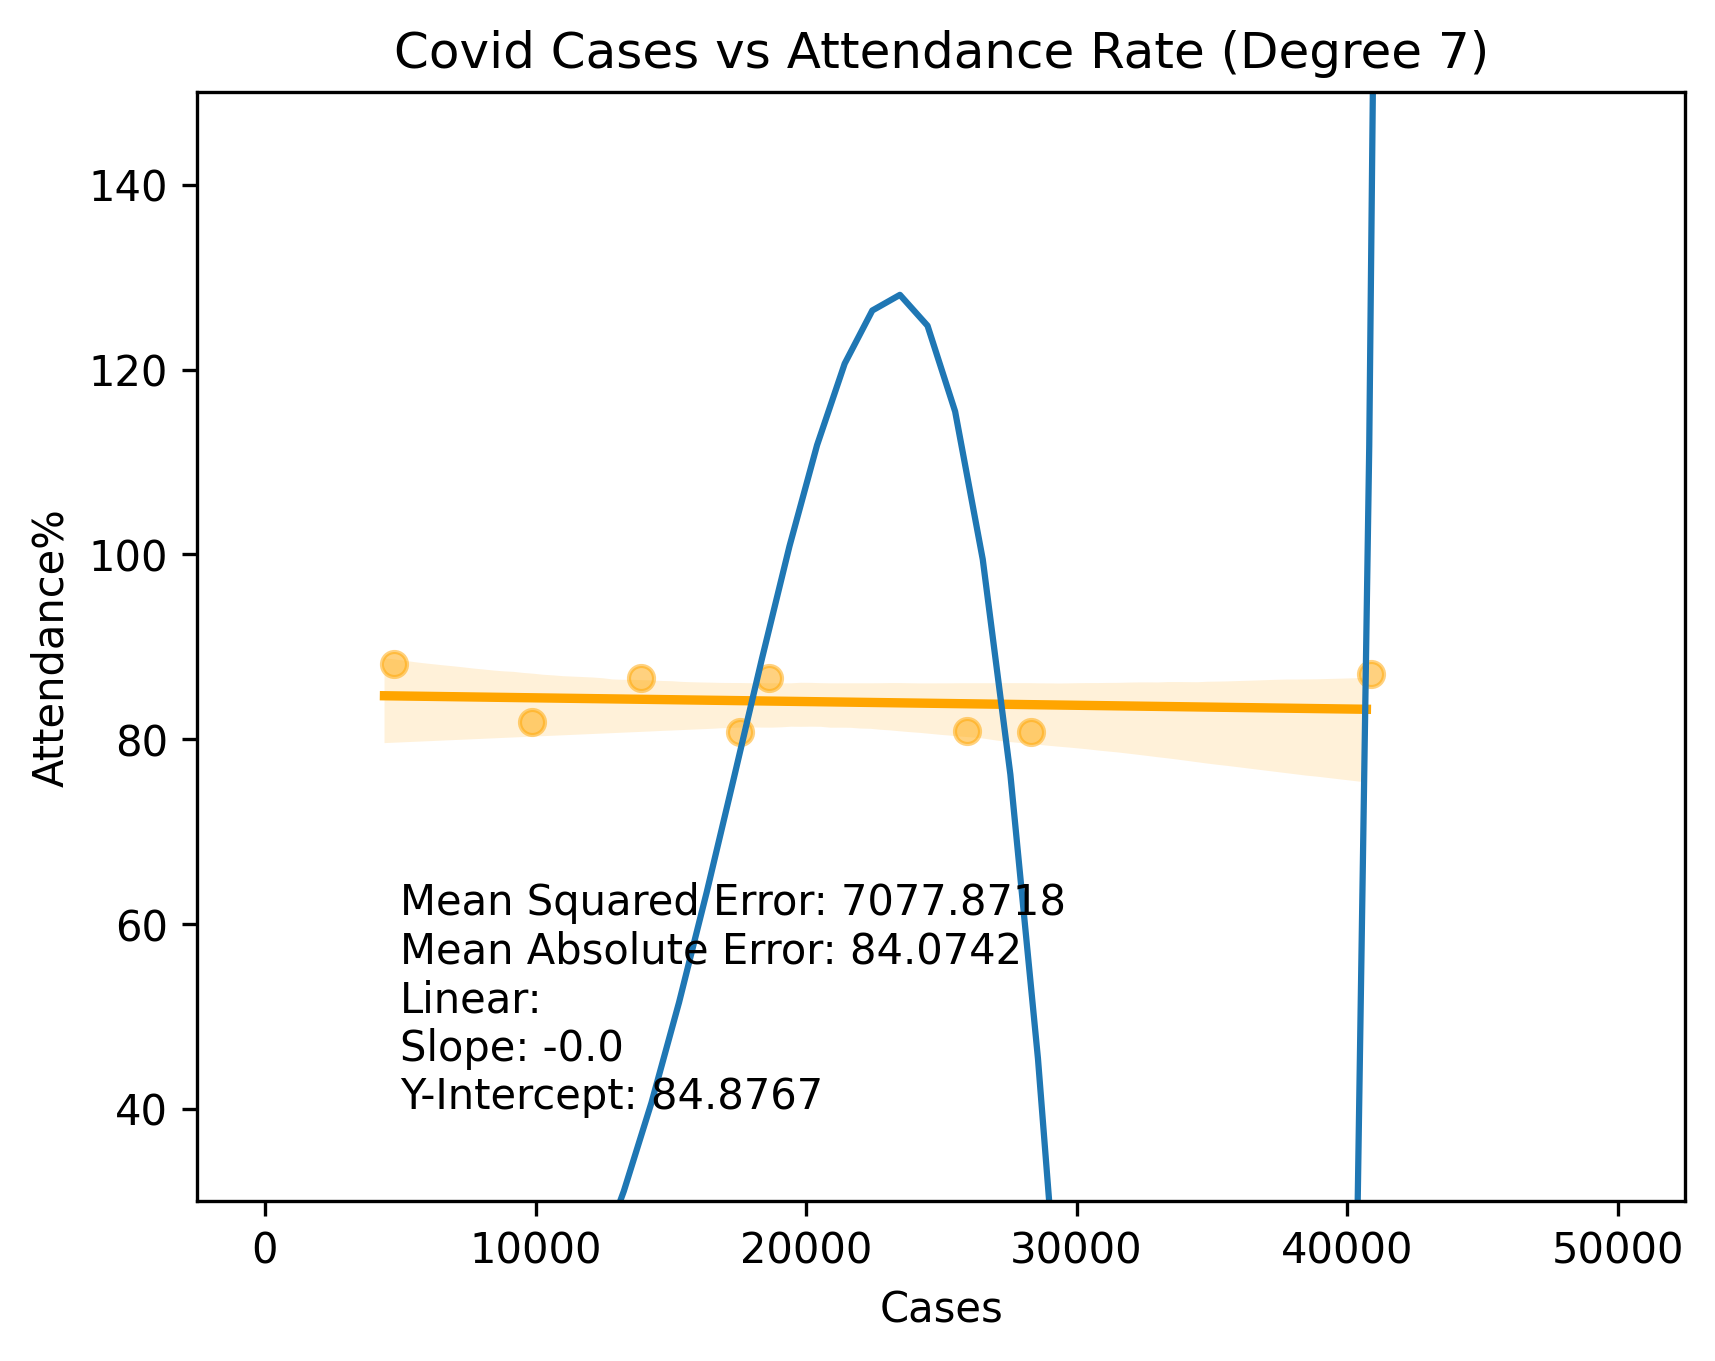 Covid Cases vs Attendance Rate (Degree 7)
140
120
100
80
60
40
Attendance%
Mean Squared Error: 7077.8718
Mean Absolute Error: 84.0742
Linear:
Slope: -0.0
Y-Intercept: 84.8767
0 10000 20000 30000 40000 50000
Cases